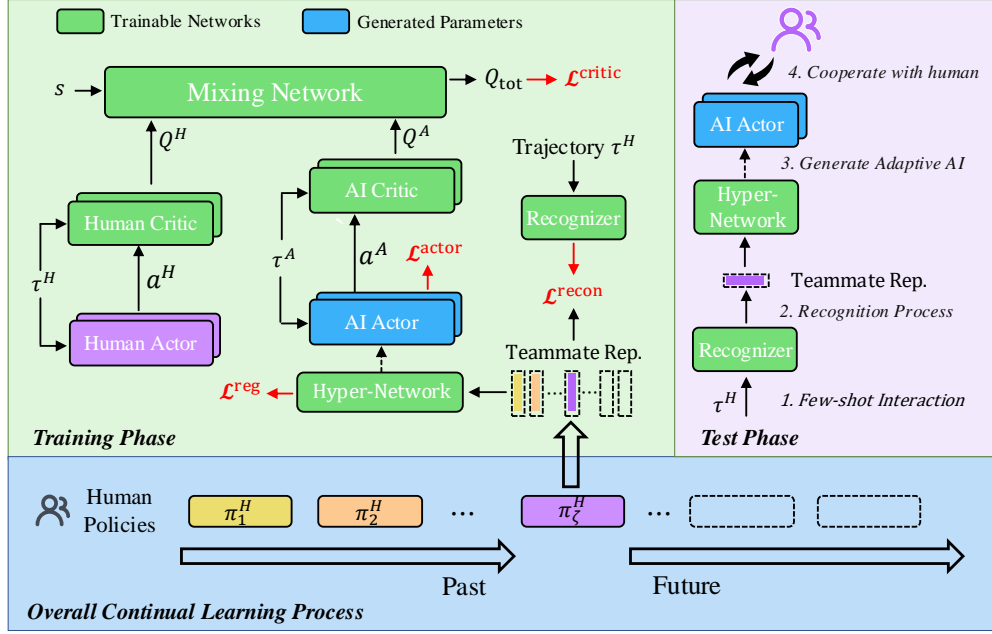 Trainable Networks
Generated Parameters
s
Mixing Network
Q_tot
ℒ^critic
Q^H
Q^A
Trajectory τ^H
Human Critic
AI Critic
Recognizer
τ^H
a^H
τ^A
a^A
ℒ^actor
ℒ^recon
Human Actor
AI Actor
Teammate Rep.
ℒ^reg
Hyper-Network
...
...
Training Phase
4. Cooperate with human
AI Actor
3. Generate Adaptive AI
Hyper-
Network
Teammate Rep.
2. Recognition Process
Recognizer
τ^H
1. Few-shot Interaction
Test Phase
Human
Policies
π_1^H
π_2^H
...
π_ζ^H
...
Past
Future
Overall Continual Learning Process